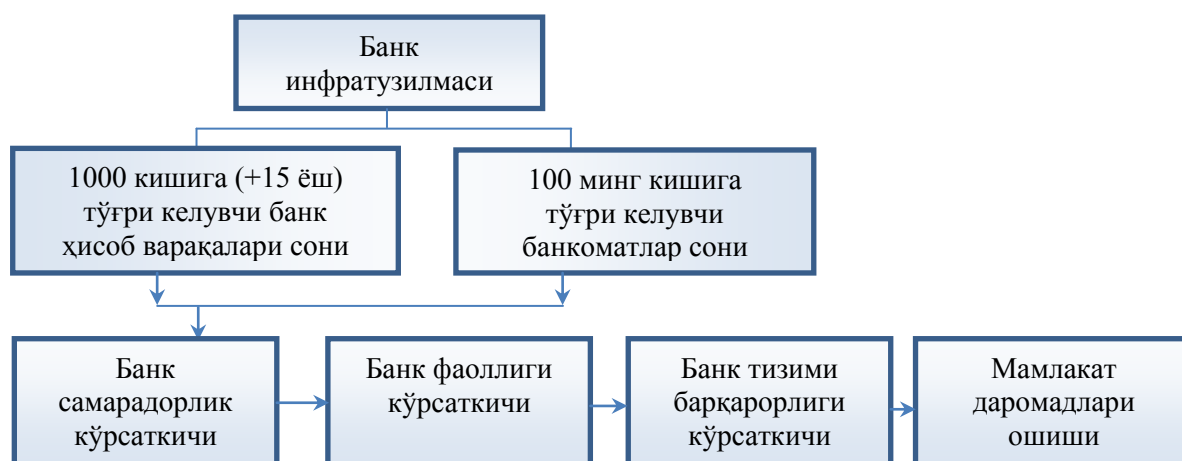 Банк
инфратузилмаси
1000 кишига (+15 ёш)
тўғри келувчи банк
ҳисоб варақалари сони
100 минг кишига
тўғри келувчи
банкоматлар сони
Банк
самарадорлик
кўрсаткичи
Банк фаоллиги
кўрсаткичи
Банк тизими
барқарорлиги
кўрсаткичи
Мамлакат
даромадлари
ошиши